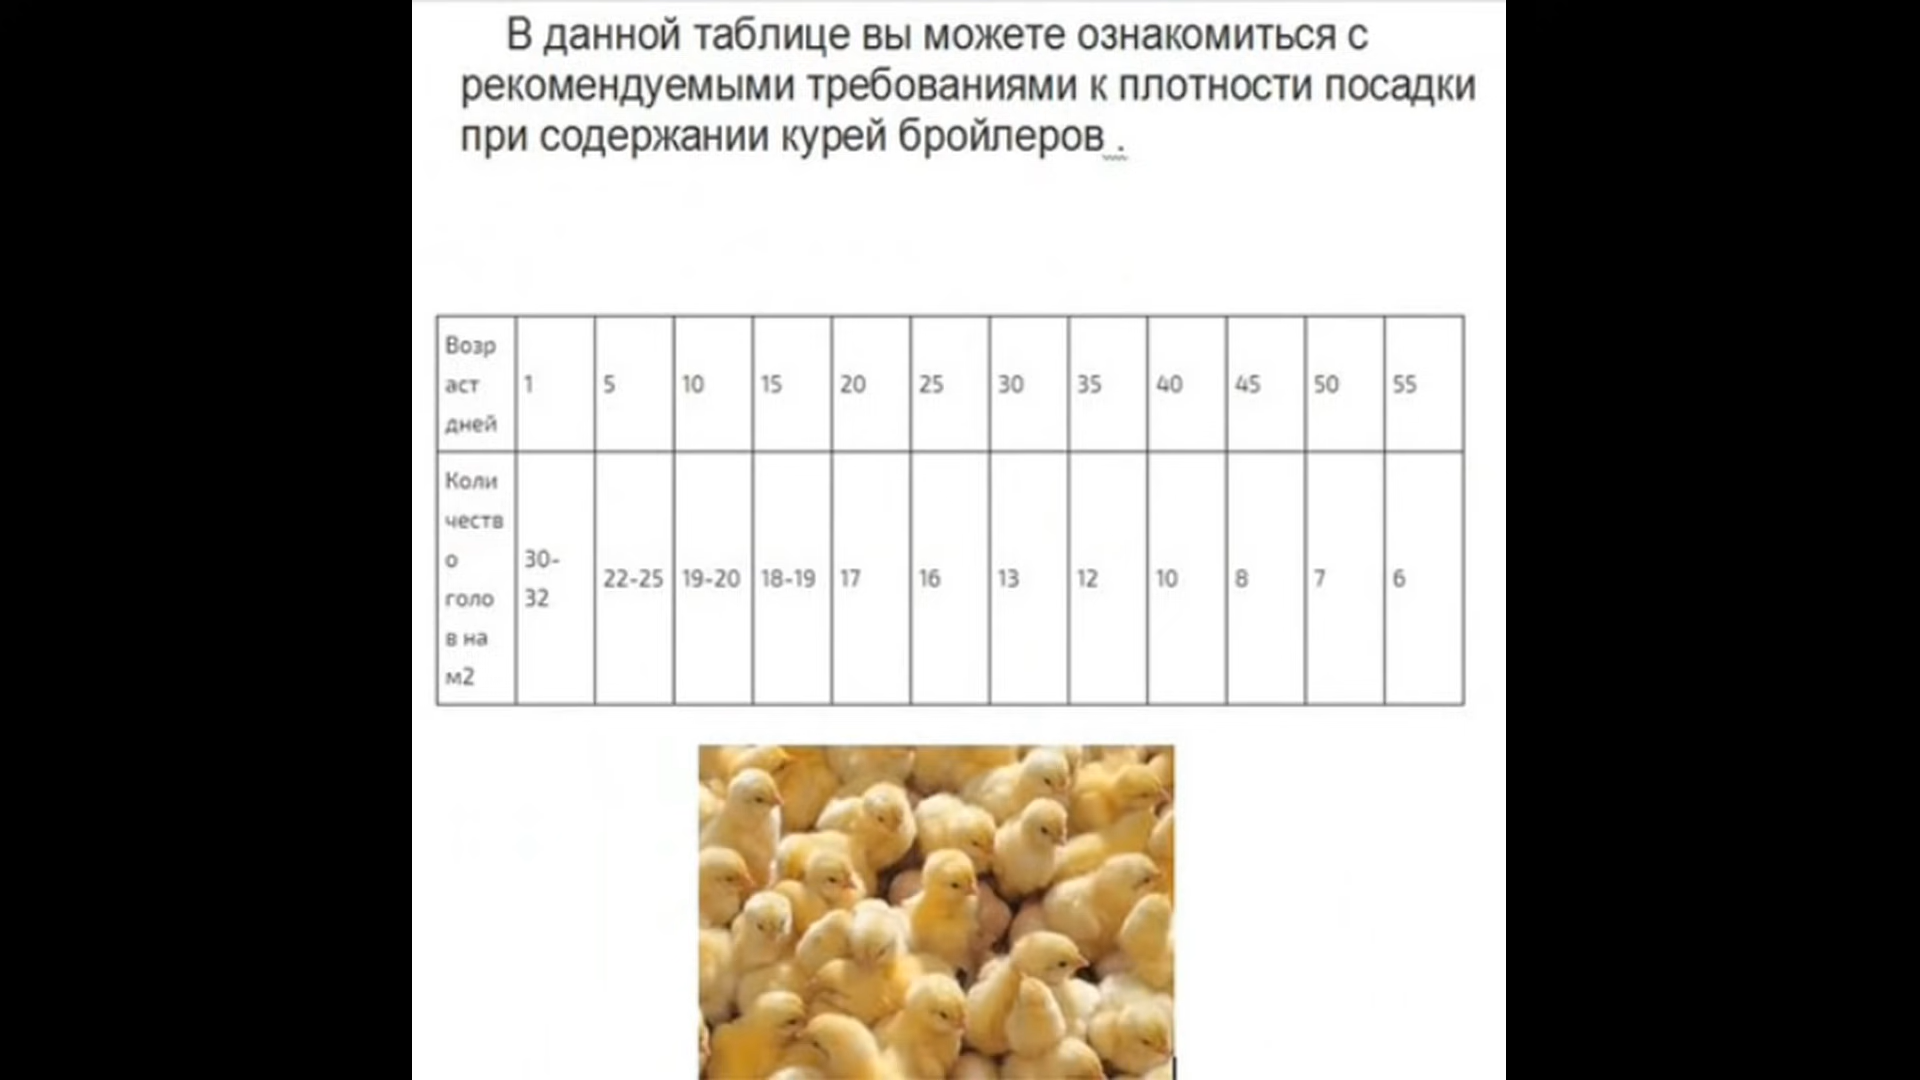 В данной таблице вы можете ознакомиться с
рекомендуемыми требованиями к плотности посадки
при содержании курей бройлеров .
Возр
аст
дней
1
5
10
15
20
25
30
35
40
45
50
55
Коли
честв
о
голо
в на
м2
30-
32
22-25
19-20
18-19
17
16
13
12
10
8
7
6